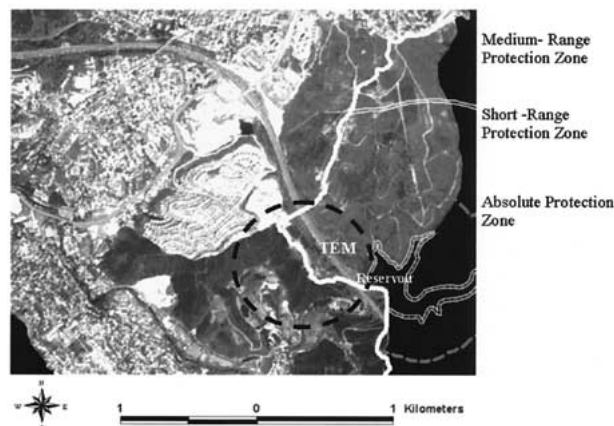 Medium- Range
Protection Zone
Short -Range
Protection Zone
Absolute Protection
Zone
TEM
Reservoir
N
W E
S
1 0 1 Kilometers